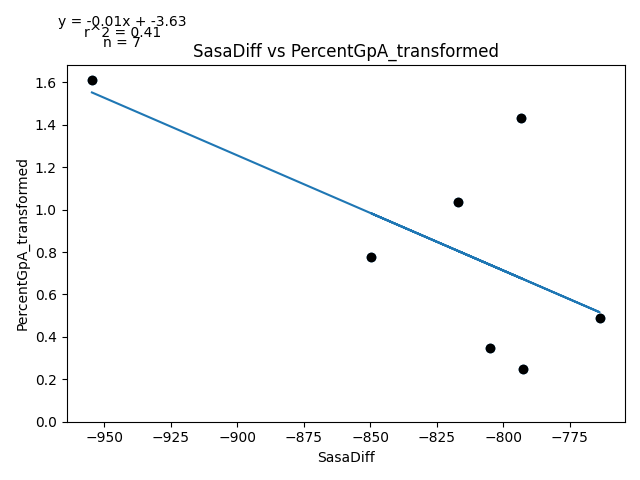 y = -0.01x + -3.63
r^2 = 0.41
n = 7
SasaDiff vs PercentGpA_transformed
1.6
1.4
1.2
1.0
0.8
0.6
0.4
0.2
0.0
PercentGpA_transformed
−950 −925 −900 −875 −850 −825 −800 −775
SasaDiff